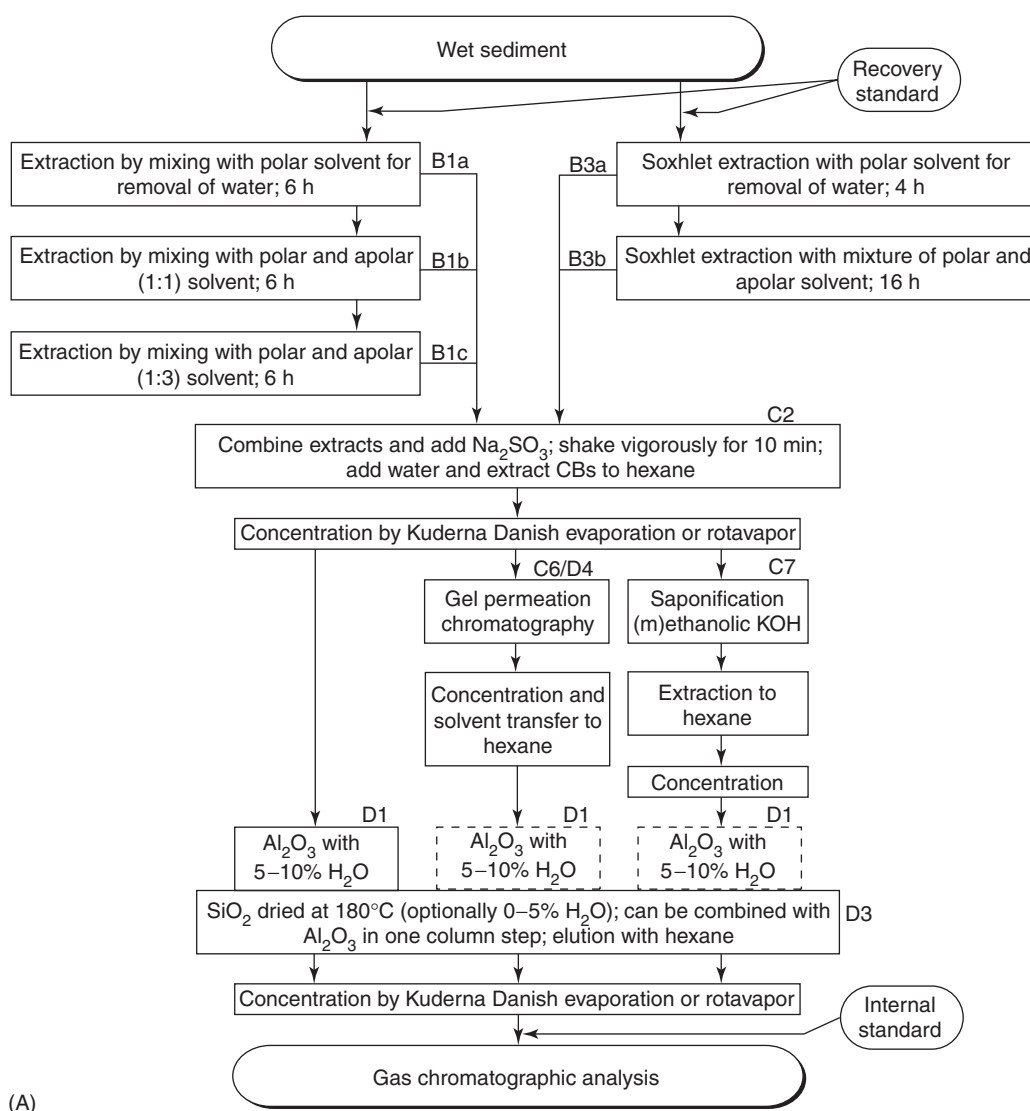 Wet sediment
Recovery
standard
Extraction by mixing with polar solvent for
removal of water; 6 h
B1a
B3a
Soxhlet extraction with polar solvent for
removal of water; 4 h
Extraction by mixing with polar and apolar
(1:1) solvent; 6 h
B1b
B3b
Soxhlet extraction with mixture of polar and
apolar solvent; 16 h
Extraction by mixing with polar and apolar
(1:3) solvent; 6 h
B1c
C2
Combine extracts and add Na₂SO₃; shake vigorously for 10 min;
add water and extract CBs to hexane
Concentration by Kuderna Danish evaporation or rotavapor
C6/D4
Gel permeation
chromatography
C7
Saponification
(m)ethanolic KOH
Concentration and
solvent transfer to
hexane
Extraction to
hexane
Concentration
D1
Al₂O₃ with
5–10% H₂O
D1
Al₂O₃ with
5–10% H₂O
D1
Al₂O₃ with
5–10% H₂O
SiO₂ dried at 180°C (optionally 0–5% H₂O); can be combined with
Al₂O₃ in one column step; elution with hexane
D3
Concentration by Kuderna Danish evaporation or rotavapor
Internal
standard
Gas chromatographic analysis
(A)